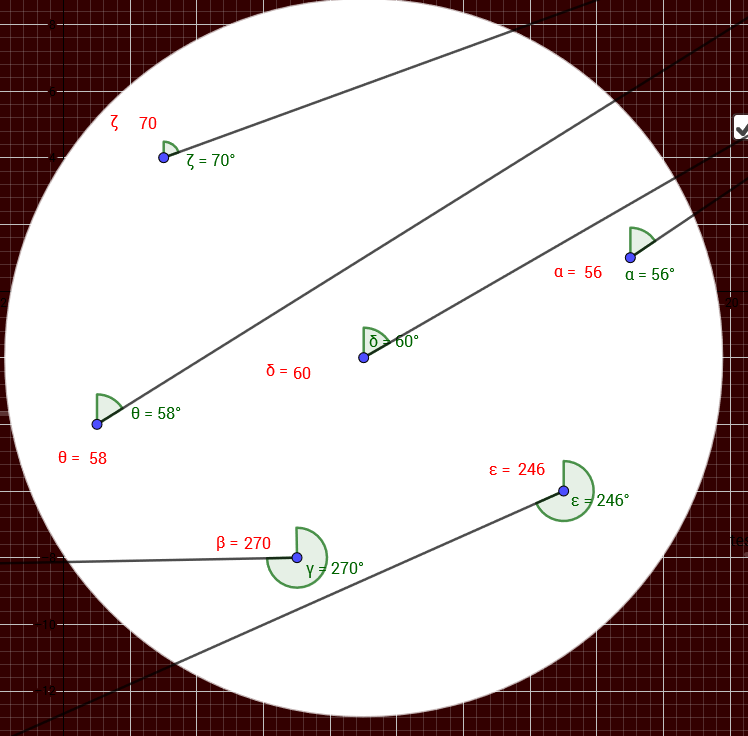 ζ 70
ζ = 70°
α = 56
α = 56°
δ = 60°
δ = 60
θ = 58°
θ = 58
ε = 246
ε = 246°
β = 270
γ = 270°